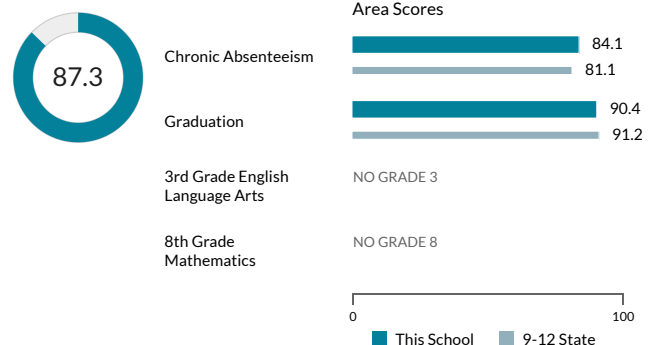 Area Scores
87.3
Chronic Absenteeism
84.1
81.1
Graduation
90.4
91.2
3rd Grade English
Language Arts
NO GRADE 3
8th Grade
Mathematics
NO GRADE 8
0
100
This School
9-12 State